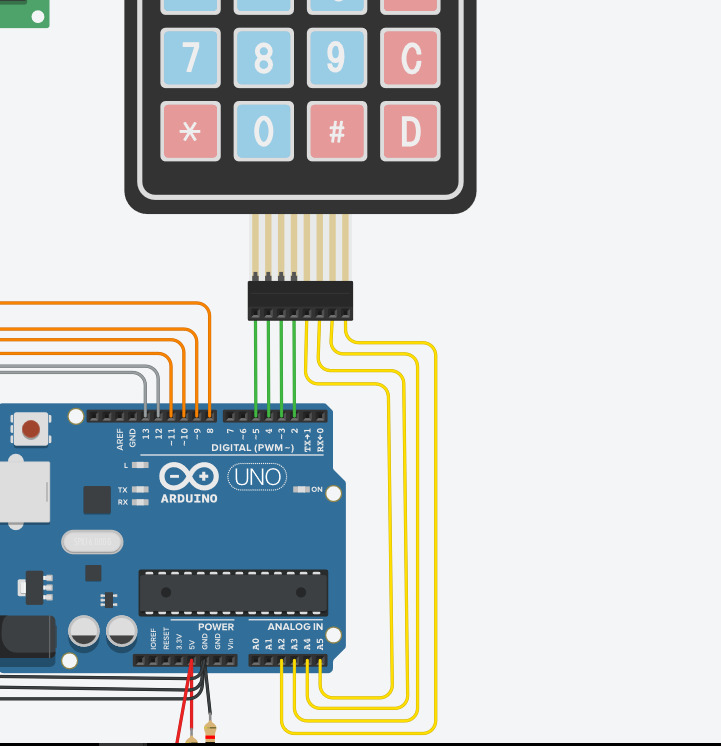 7 8 9 C
* 0 # D
AREF
GND
13
12
~11
~10
~9
8
7
~6
~5
4
~3
2
TX→1
RX←0
DIGITAL (PWM~)
L
TX
RX
ARDUINO
UNO
ON
POWER
ANALOG IN
IOREF
RESET
3.3V
5V
GND
GND
Vin
A0
A1
A2
A3
A4
A5